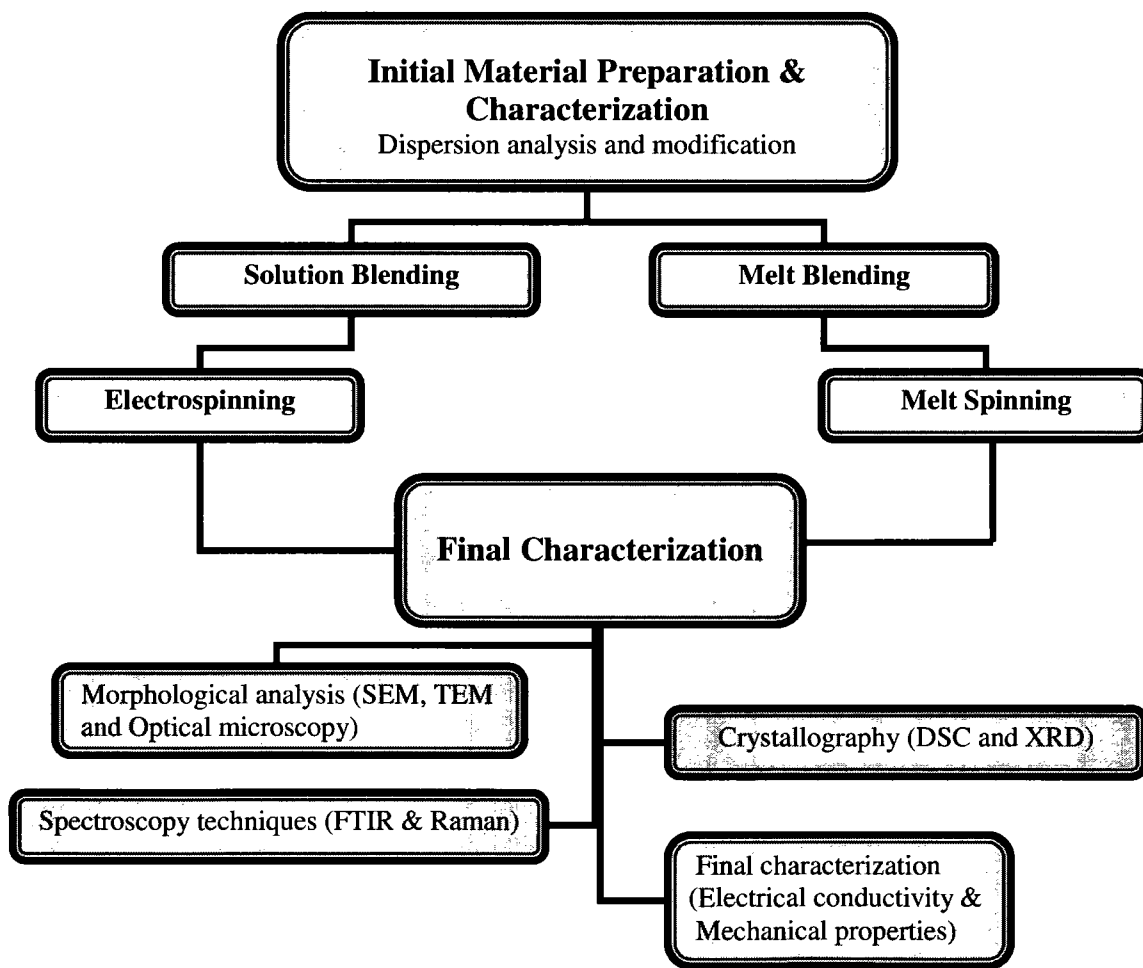 Initial Material Preparation &
Characterization
Dispersion analysis and modification
Solution Blending
Melt Blending
Electrospinning
Melt Spinning
Final Characterization
Morphological analysis (SEM, TEM
and Optical microscopy)
Crystallography (DSC and XRD)
Spectroscopy techniques (FTIR & Raman)
Final characterization
(Electrical conductivity &
Mechanical properties)